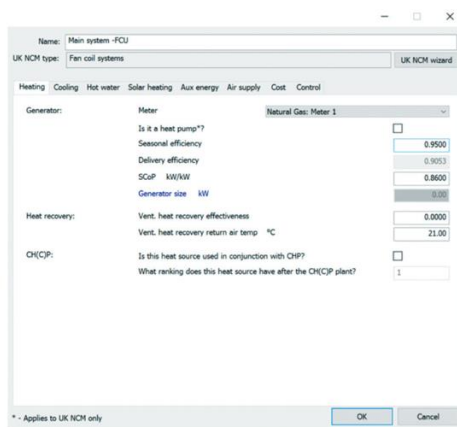 Name: Main system -FCU
UK NCM type: Fan coil systems UK NCM wizard
Heating Cooling Hot water Solar heating Aux energy Air supply Cost Control
Generator: Meter Natural Gas: Meter 1
Is it a heat pump*?
Seasonal efficiency 0.9500
Delivery efficiency 0.9053
SCoP kW/kW 0.8600
Generator size kW 0.00
Heat recovery: Vent. heat recovery effectiveness 0.0000
Vent. heat recovery return air temp °C 21.00
CH(C)P: Is this heat source used in conjunction with CHP?
What ranking does this heat source have after the CH(C)P plant? 1
* - Applies to UK NCM only OK Cancel